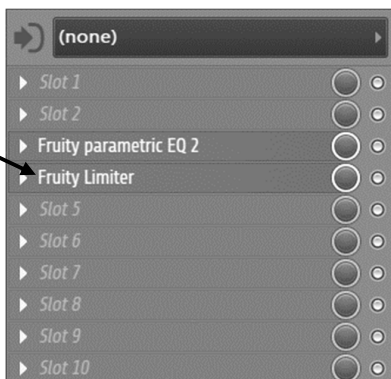 (none)
Slot 1
Slot 2
Fruity parametric EQ 2
Fruity Limiter
Slot 5
Slot 6
Slot 7
Slot 8
Slot 9
Slot 10